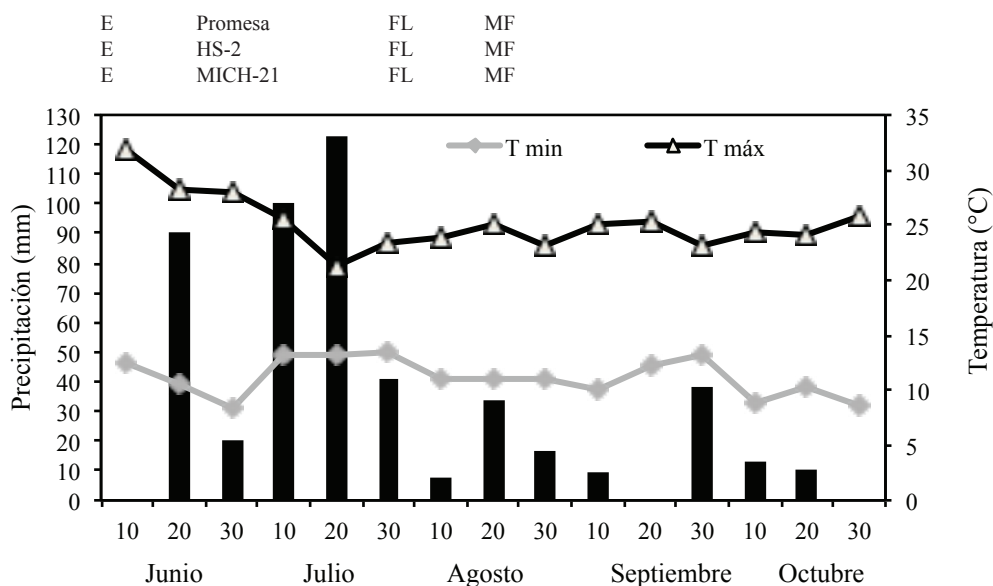 E Promesa FL MF
E HS-2 FL MF
E MICH-21 FL MF
130 35
120 30
110 25
100 20
90 15
80 10
70 5
60 0
50
40
30
20
10
0
T min T máx
Precipitación (mm)
Temperatura (°C)
10 20 30 10 20 30 10 20 30 10 20 30 10 20 30
Junio Julio Agosto Septiembre Octubre